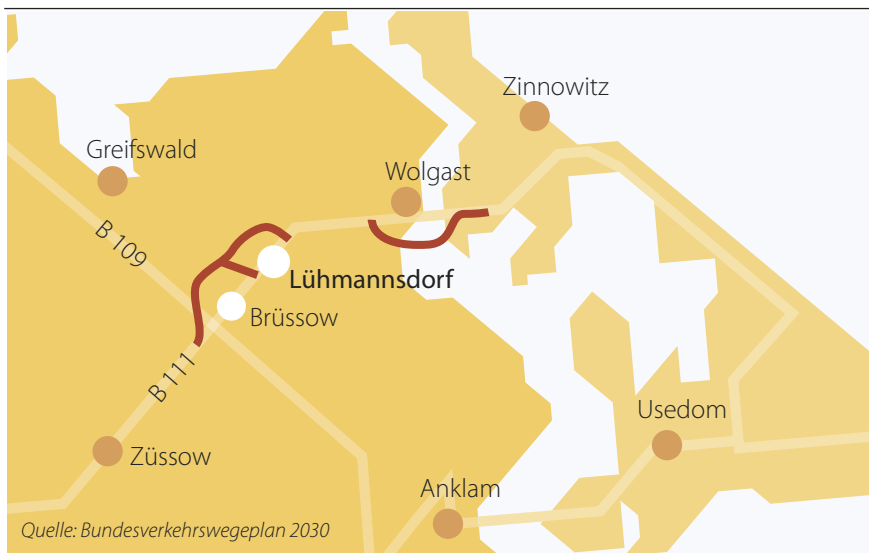 Zinnowitz
Greifswald
Wolgast
B 109
Lühmannsdorf
Brüssow
B 111
Usedom
Züssow
Anklam
Quelle: Bundesverkehrswegeplan 2030